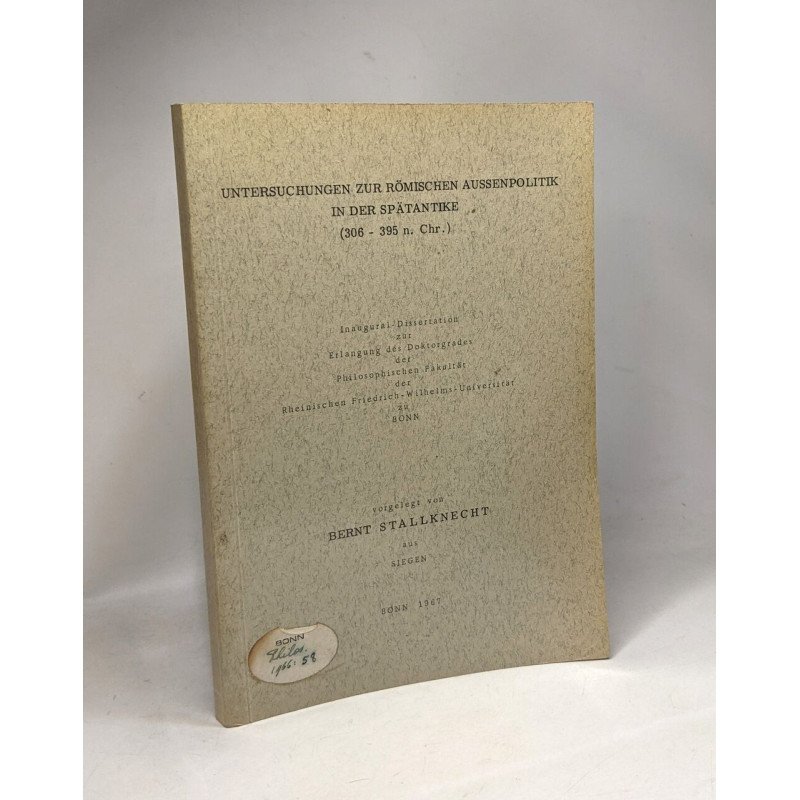 UNTERSUCHUNGEN ZUR RÖMISCHEN AUSSENPOLITIK
IN DER SPÄTANTIKE
(306 - 395 n. Chr.)
Inaugural-Dissertation
zur
Erlangung des Doktorgrades
der
Philosophischen Fakultät
der
Rheinischen Friedrich-Wilhelms-Universität
zu
BONN
vorgelegt von
BERNT STALLKNECHT
aus
SIEGEN
BONN 1967
BONN
Philos.
1966: 58